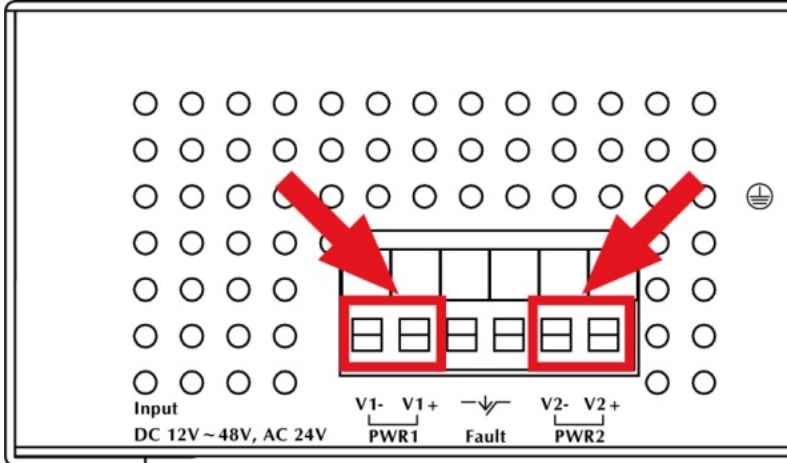 V1- V1+ V2- V2+
Input
DC 12V~48V, AC 24V PWR1 Fault PWR2